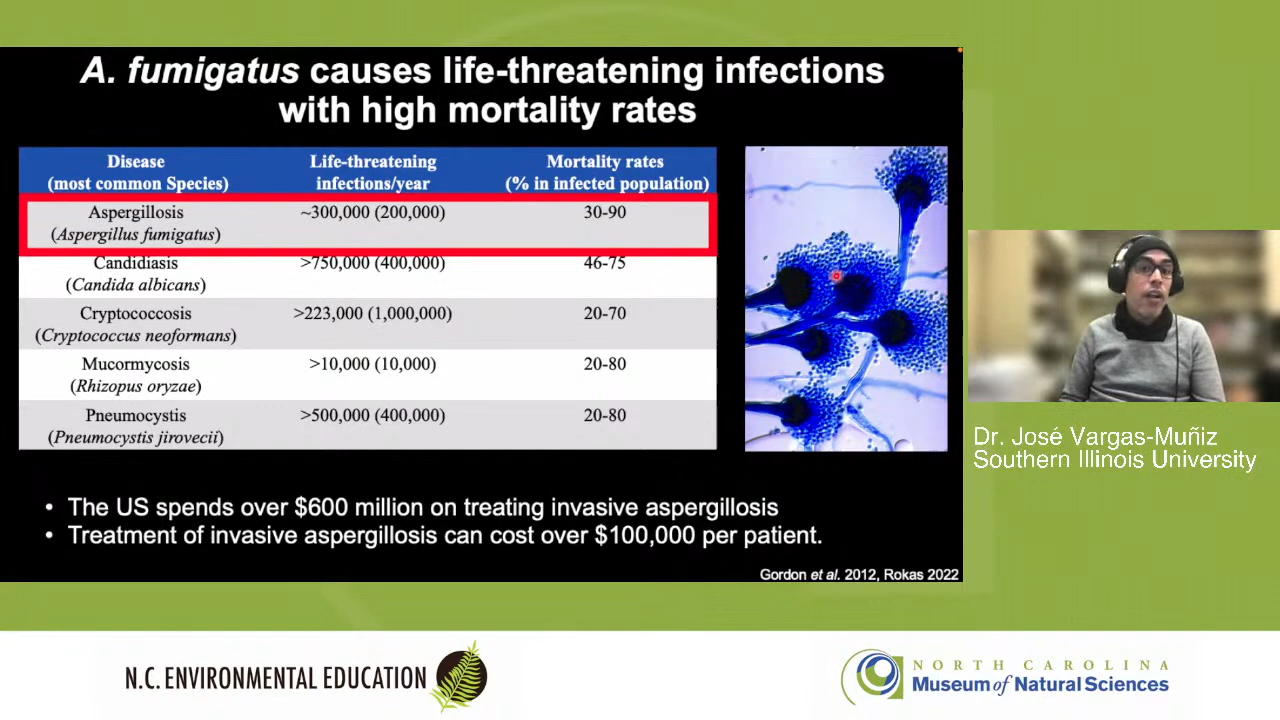 A. fumigatus causes life-threatening infections
with high mortality rates
Disease Life-threatening Mortality rates
(most common Species) infections/year (% in infected population)
Aspergillosis ~300,000 (200,000) 30-90
(Aspergillus fumigatus)
Candidiasis >750,000 (400,000) 46-75
(Candida albicans)
Cryptococcosis >223,000 (1,000,000) 20-70
(Cryptococcus neoformans)
Mucormycosis >10,000 (10,000) 20-80
(Rhizopus oryzae)
Pneumocystis >500,000 (400,000) 20-80
(Pneumocystis jirovecii)
• The US spends over $600 million on treating invasive aspergillosis
• Treatment of invasive aspergillosis can cost over $100,000 per patient.
Gordon et al. 2012, Rokas 2022
Dr. José Vargas-Muñiz
Southern Illinois University
N.C. ENVIRONMENTAL EDUCATION
NORTH CAROLINA
Museum of Natural Sciences